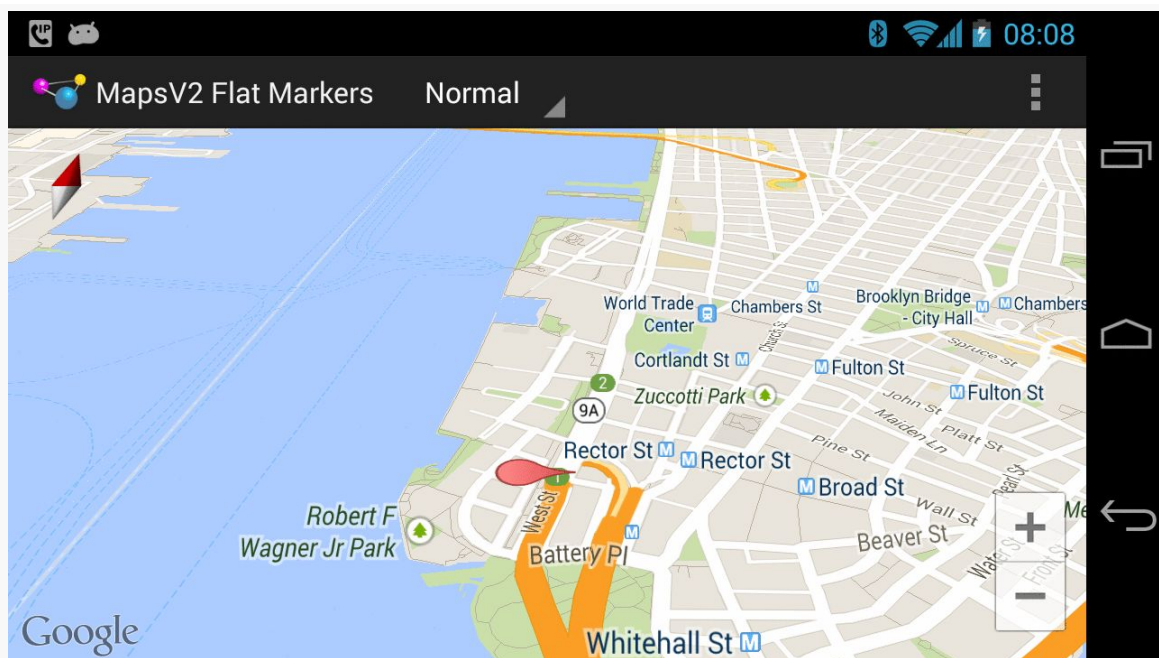 08:08
MapsV2 Flat Markers
Normal
World Trade
Center
Chambers St
Brooklyn Bridge
- City Hall
Chambers
Church St
Cortlandt St
Spruce St
Fulton St
2
Zuccotti Park
Fulton St
9A
John St
Platt St
Maiden Ln
Pine St
Rector St
Rector St
1
Broad St
Pearl St
West St
Wall St
Me
Robert F
Wagner Jr Park
Battery Pl
Beaver St
Water St
Front St
+
−
Google
Whitehall St